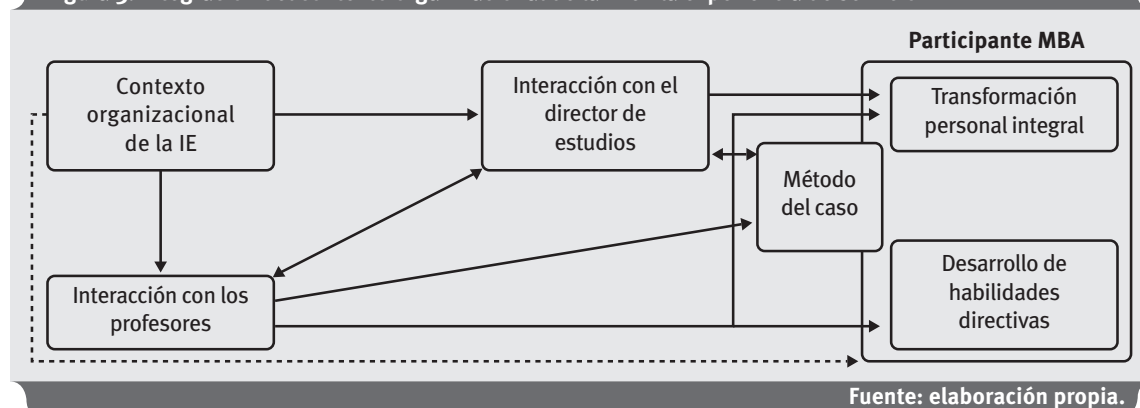 Participante MBA
Contexto
organizacional
de la IE
Interacción con el
director de
estudios
Transformación
personal integral
Método
del caso
Interacción con los
profesores
Desarrollo de
habilidades
directivas
Fuente: elaboración propia.